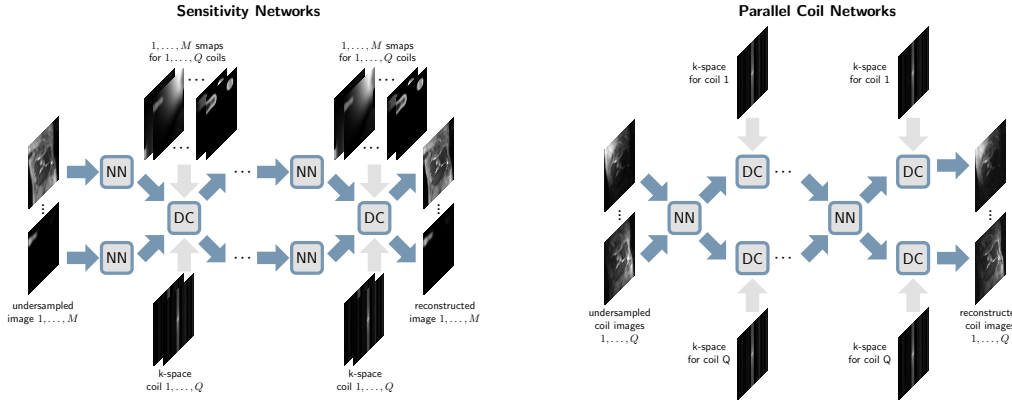 Sensitivity Networks
1, . . . , M smaps
for 1, . . . , Q coils
. . .
1, . . . , M smaps
for 1, . . . , Q coils
. . .
. . .
. . .
NN
. . .
NN
DC
DC
NN
. . .
NN
undersampled
image 1, . . . , M
reconstructed
image 1, . . . , M
k-space
coil 1, . . . , Q
k-space
coil 1, . . . , Q
Parallel Coil Networks
k-space
for coil 1
k-space
for coil 1
DC
. . .
DC
NN
NN
DC
. . .
DC
undersampled
coil images
1, . . . , Q
reconstructe
coil images
1, . . . , Q
k-space
for coil Q
k-space
for coil Q